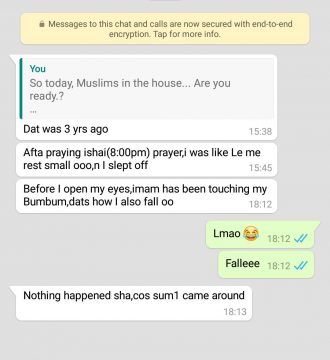 Messages to this chat and calls are now secured with end-to-end
encryption. Tap for more info.
You
So today, Muslims in the house... Are you
ready.?
...
Dat was 3 yrs ago
15:38
Afta praying ishai(8:00pm) prayer,i was like Le me
rest small ooo,n I slept off
15:45
Before I open my eyes,imam has been touching my
Bumbum,dats how I also fall oo
18:12
Lmao 😂
18:12
Falleee
18:12
Nothing happened sha,cos sum1 came around
18:13